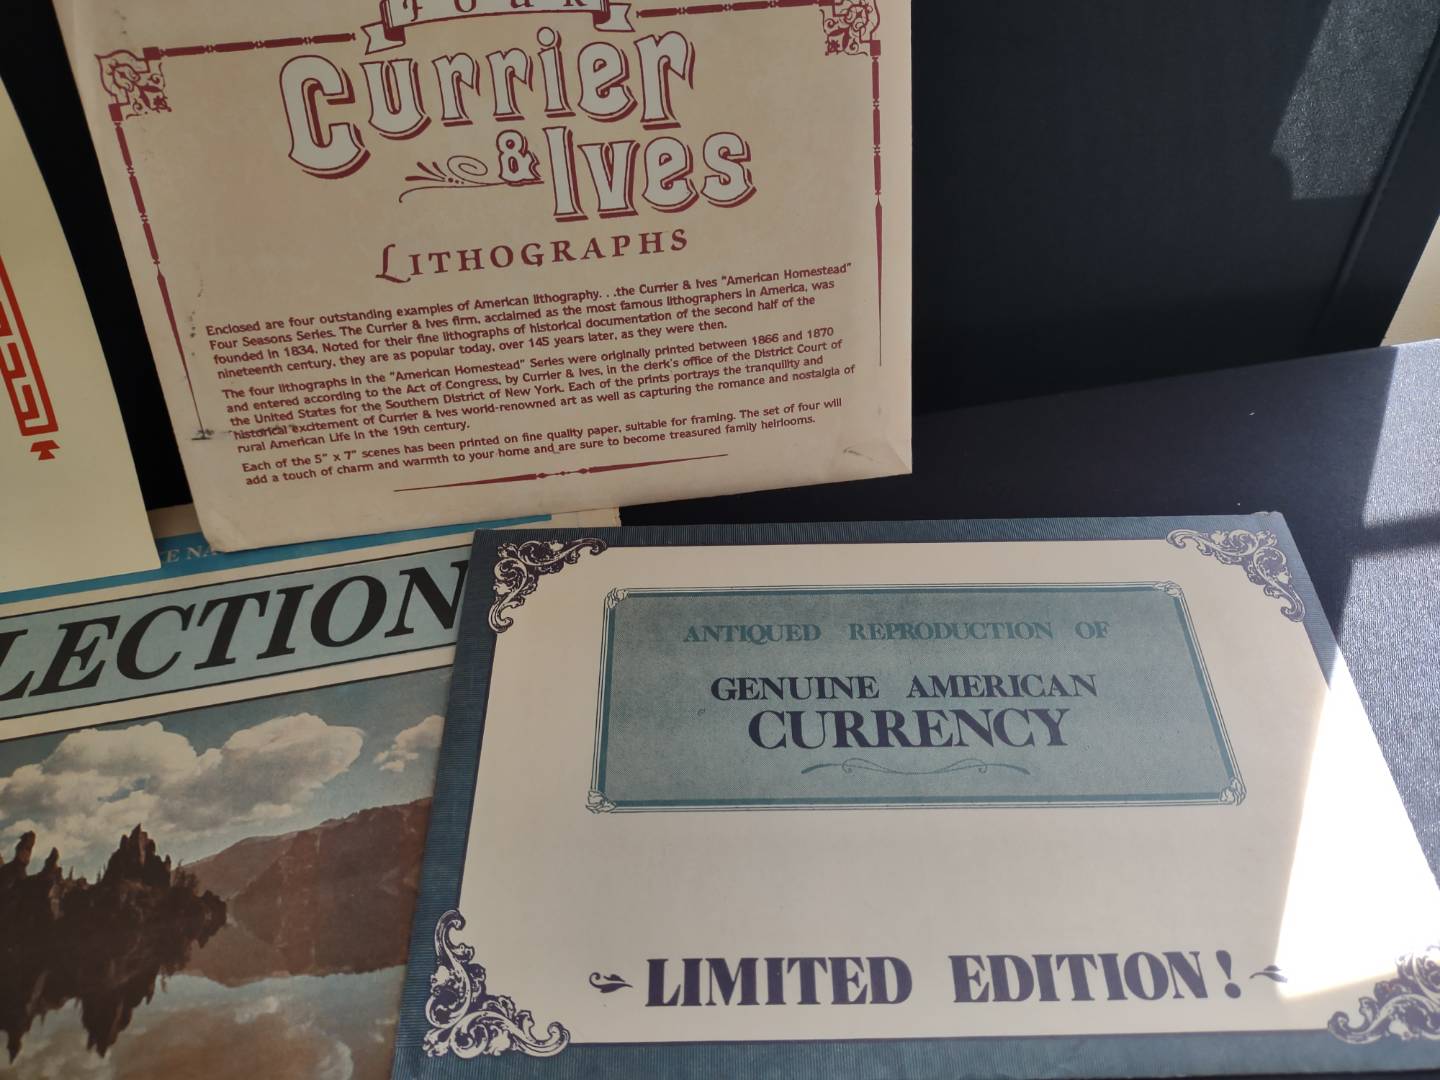 FOUR
Currier
& Ives
LITHOGRAPHS
Enclosed are four outstanding examples of American lithography. . .the Currier & Ives "American Homestead"
Four Seasons Series. The Currier & Ives firm, acclaimed as the most famous lithographers in America, was
founded in 1834. Noted for their fine lithographs of historical documentation of the second half of the
nineteenth century, they are as popular today, over 145 years later, as they were then.
The four lithographs in the "American Homestead" Series were originally printed between 1866 and 1870
and entered according to the Act of Congress, by Currier & Ives, in the clerk's office of the District Court of
the United States for the Southern District of New York. Each of the prints portrays the tranquility and
historical excitement of Currier & Ives world-renowned art as well as capturing the romance and nostalgia of
rural American Life in the 19th century.
Each of the 5" x 7" scenes has been printed on fine quality paper, suitable for framing. The set of four will
add a touch of charm and warmth to your home and are sure to become treasured family heirlooms.
E NA
LECTION
ANTIQUED REPRODUCTION OF
GENUINE AMERICAN
CURRENCY
LIMITED EDITION!